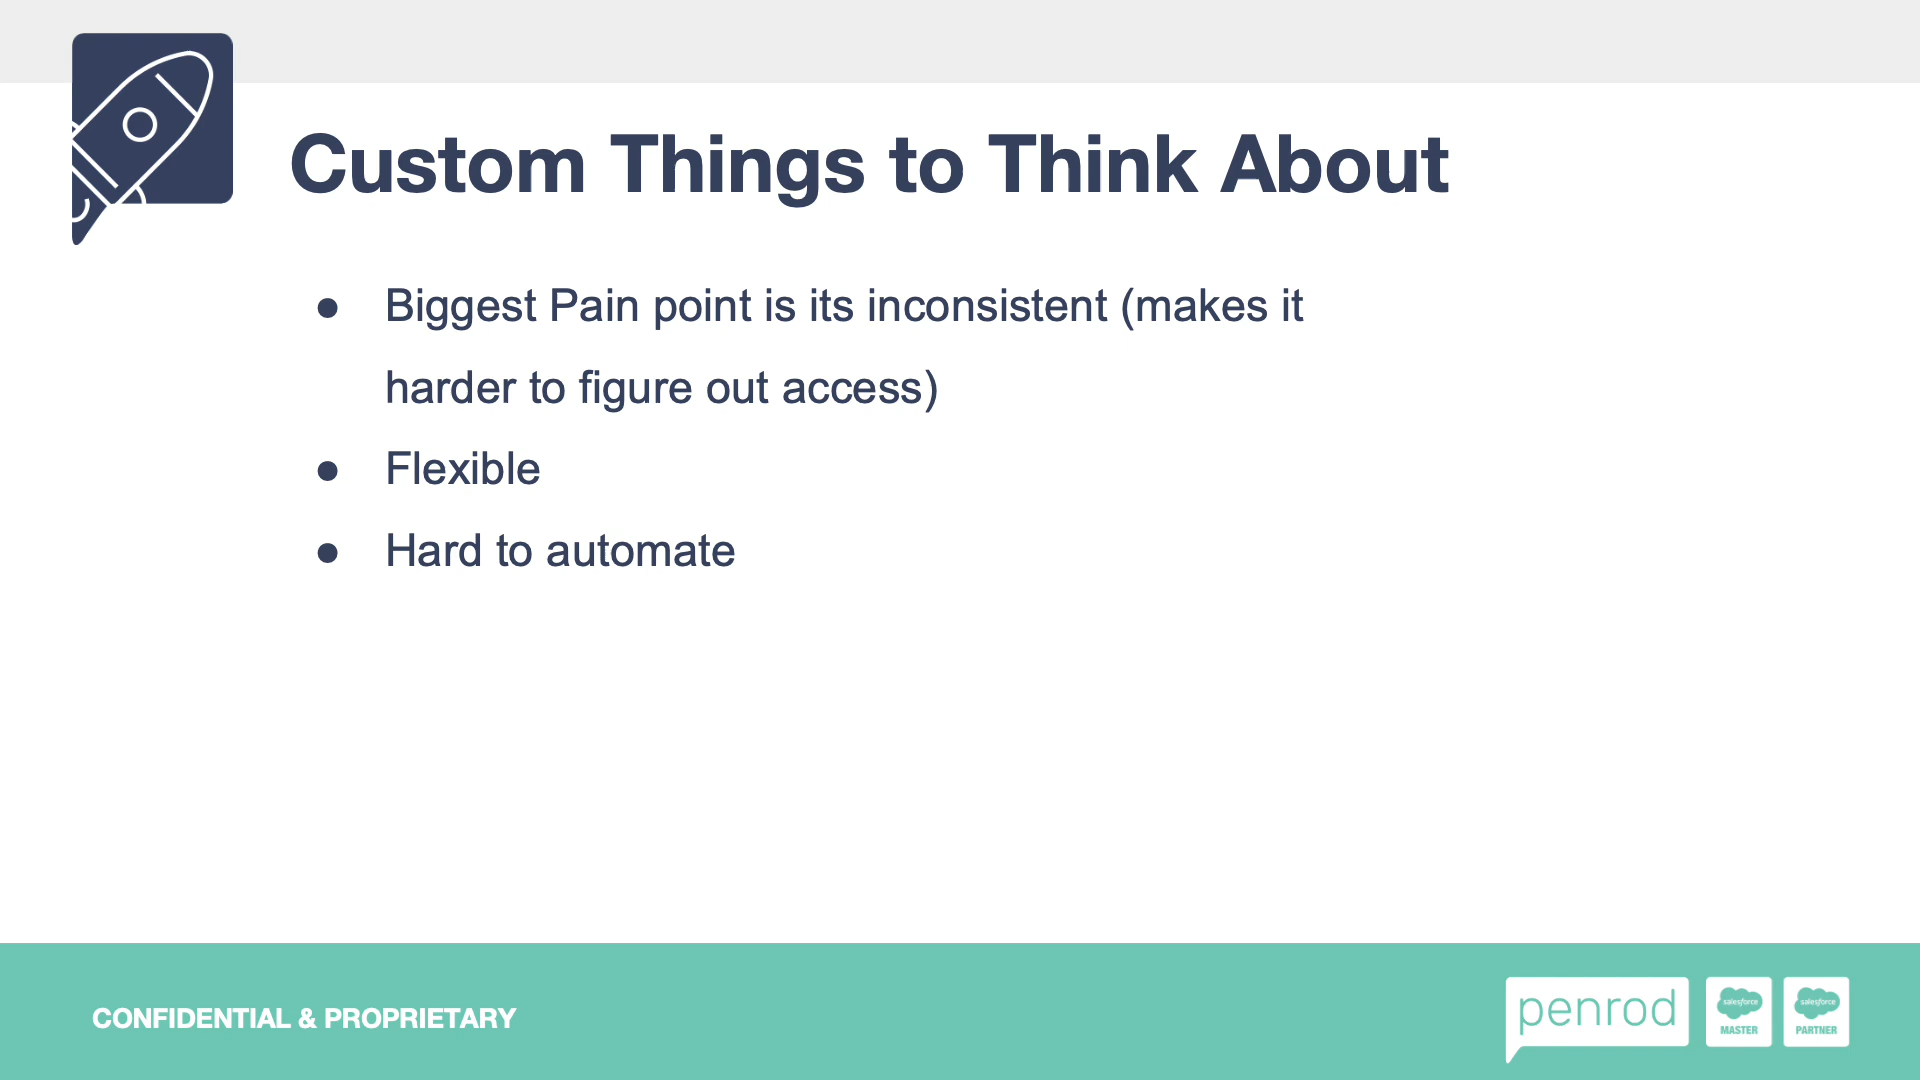 Custom Things to Think About
● Biggest Pain point is its inconsistent (makes it
harder to figure out access)
● Flexible
● Hard to automate
CONFIDENTIAL & PROPRIETARY
penrod
salesforce
MASTER
salesforce
PARTNER